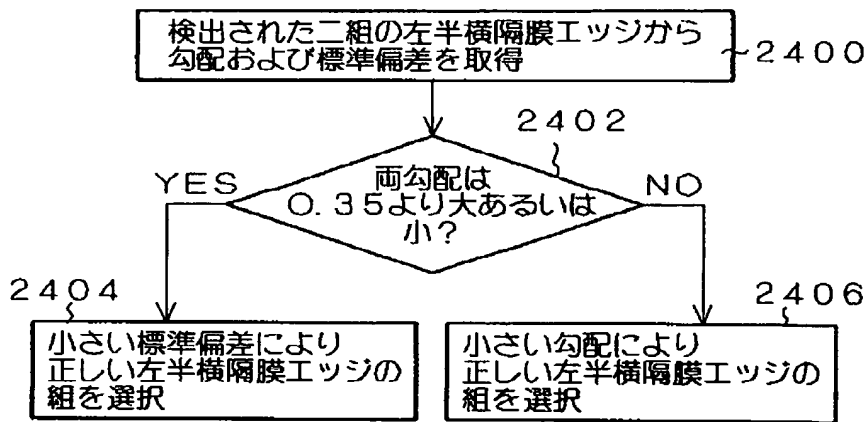 検出された二組の左半横隔膜エッジから
勾配および標準偏差を取得
2400
2402
両勾配は
0.35より大あるいは
小?
YES
NO
2404
小さい標準偏差により
正しい左半横隔膜エッジの
組を選択
2406
小さい勾配により
正しい左半横隔膜エッジの
組を選択